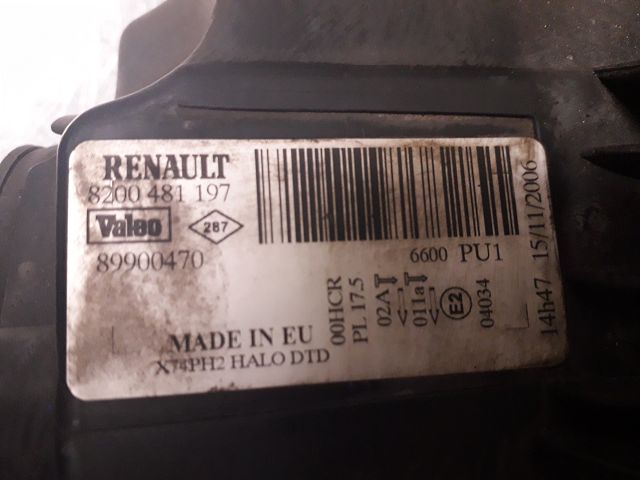 RENAULT
8200 481 197
Valeo
287
89900470
6600 PU1
MADE IN EU
X74PH2 HALO DTD
00HCR
PL 17.5
02A
011a
E2
04034
14h47 15/11/2006